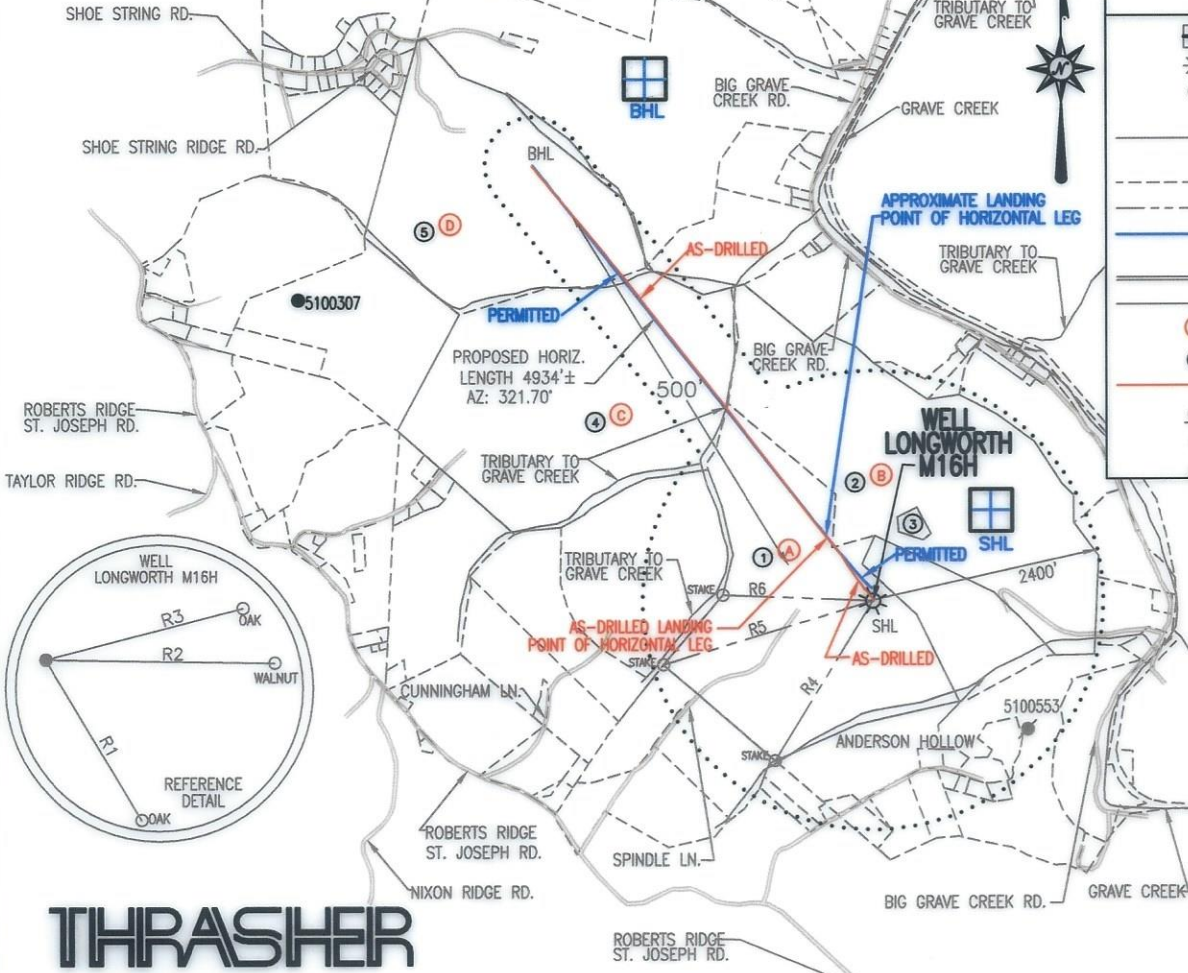 SHOE STRING RD.
TRIBUTARY TO
GRAVE CREEK
BIG GRAVE
CREEK RD.
GRAVE CREEK
BHL
N
SHOE STRING RIDGE RD.
BHL
APPROXIMATE LANDING
POINT OF HORIZONTAL LEG
5 D
AS-DRILLED
TRIBUTARY TO
GRAVE CREEK
5100307
PERMITTED
PROPOSED HORIZ.
LENGTH 4934'±
AZ: 321.70°
BIG GRAVE
CREEK RD.
500'
ROBERTS RIDGE
ST. JOSEPH RD.
4 C
WELL
LONGWORTH
M16H
TRIBUTARY TO
GRAVE CREEK
TAYLOR RIDGE RD.
2 B
3
SHL
1 A
PERMITTED
WELL
LONGWORTH M16H
TRIBUTARY TO
GRAVE CREEK
2400'
STAKE
R6
R3
OAK
R2
WALNUT
R1
REFERENCE
DETAIL
OAK
AS-DRILLED LANDING
POINT OF HORIZONTAL LEG
R5
SHL
STAKE
AS-DRILLED
R4
CUNNINGHAM LN.
5100553
ANDERSON HOLLOW
STAKE
ROBERTS RIDGE
ST. JOSEPH RD.
SPINDLE LN.
NIXON RIDGE RD.
BIG GRAVE CREEK RD.
GRAVE CREEK
THRASHER
ROBERTS RIDGE
ST. JOSEPH RD.